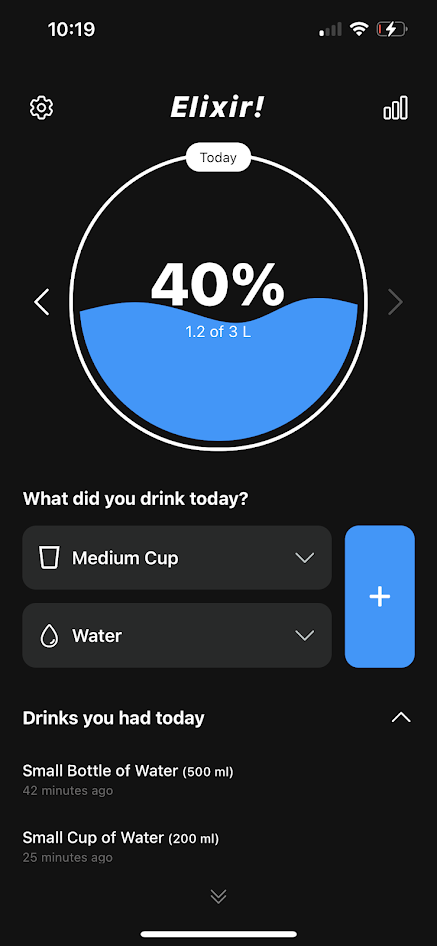 10:19
Elixir!
Today
40%
1.2 of 3 L
What did you drink today?
Medium Cup
+
Water
Drinks you had today
Small Bottle of Water (500 ml)
42 minutes ago
Small Cup of Water (200 ml)
25 minutes ago